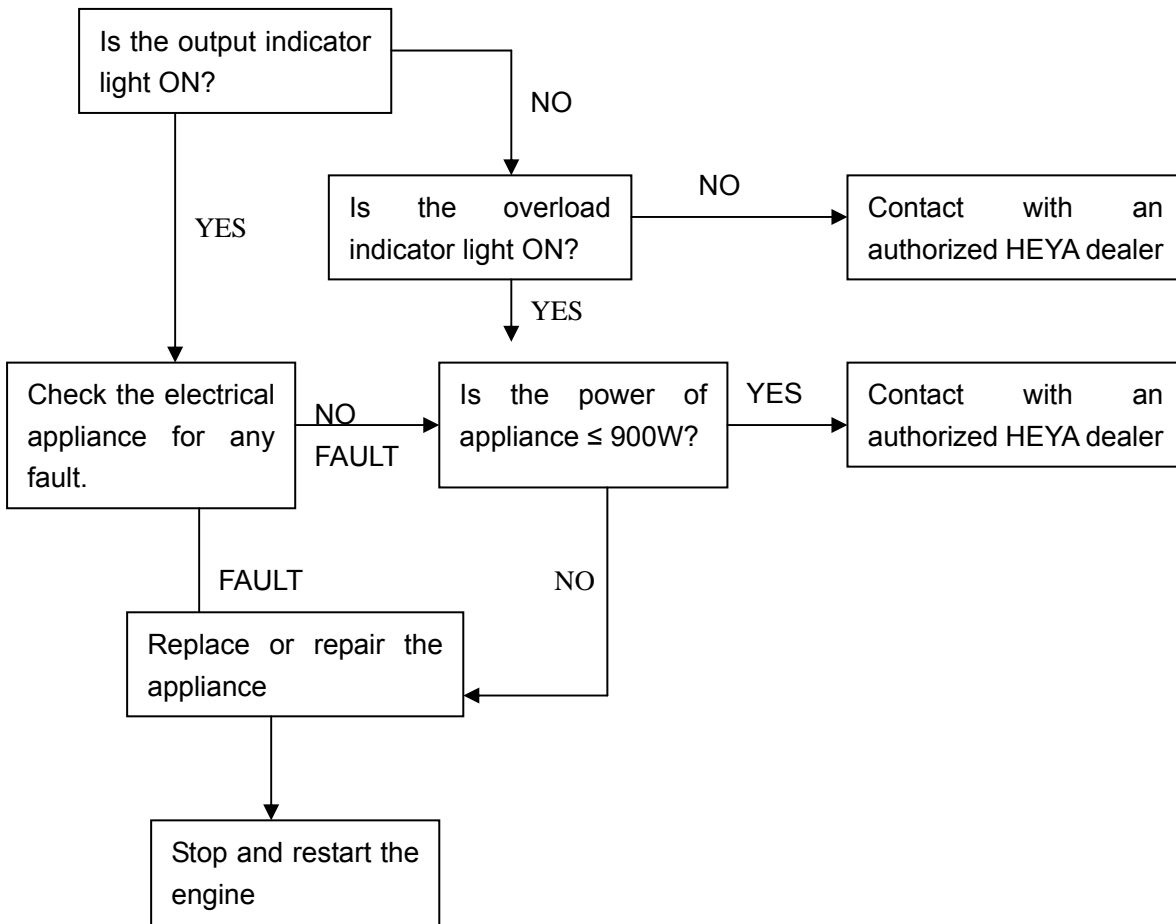 Is the output indicator
light ON?
NO
Is the overload
indicator light ON?
NO
Contact with an
authorized HEYA dealer
YES
YES
Check the electrical
appliance for any
fault.
NO
FAULT
Is the power of
appliance ≤ 900W?
YES
Contact with an
authorized HEYA dealer
FAULT
NO
Replace or repair the
appliance
Stop and restart the
engine